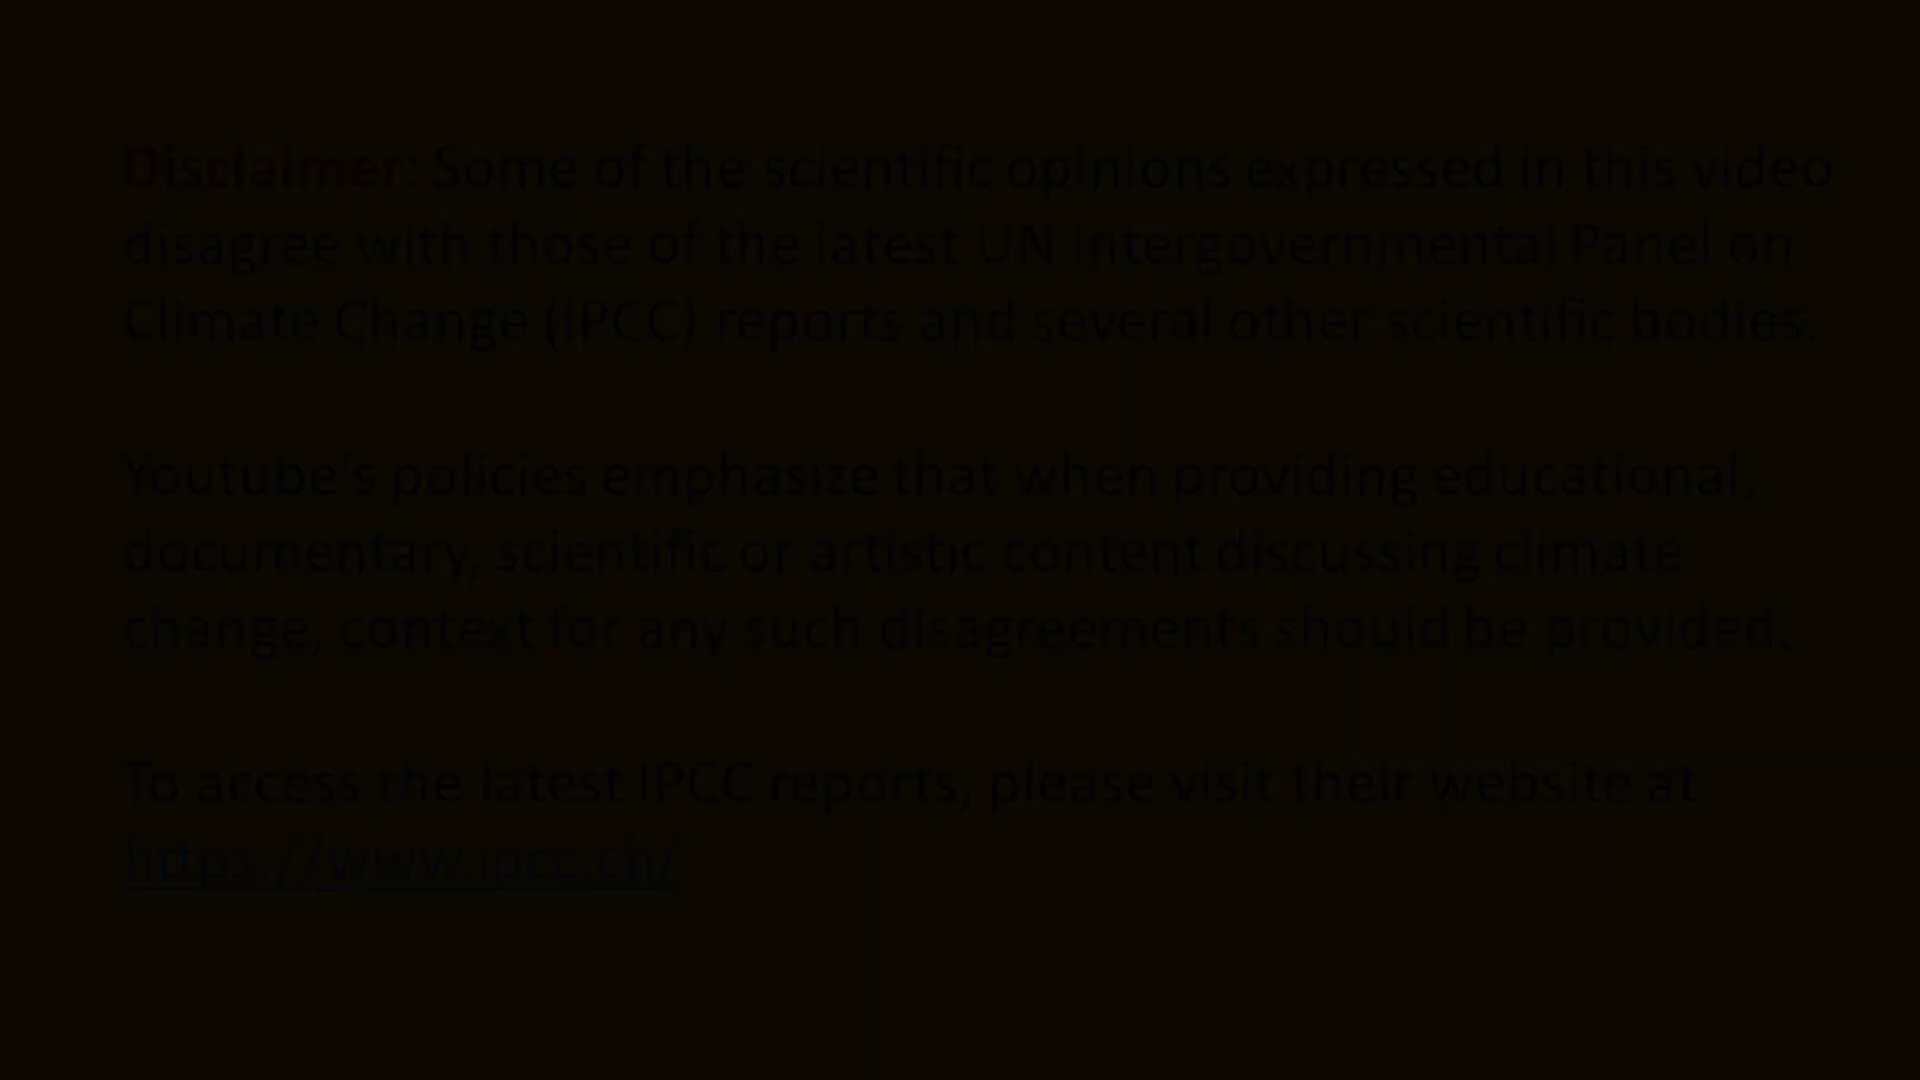 Disclaimer: Some of the scientific opinions expressed in this video
disagree with those of the latest UN Intergovernmental Panel on
Climate Change (IPCC) reports and several other scientific bodies.
Youtube's policies emphasize that when providing educational,
documentary, scientific or artistic content discussing climate
change, context for any such disagreements should be provided.
To access the latest IPCC reports, please visit their website at
https://www.ipcc.ch/